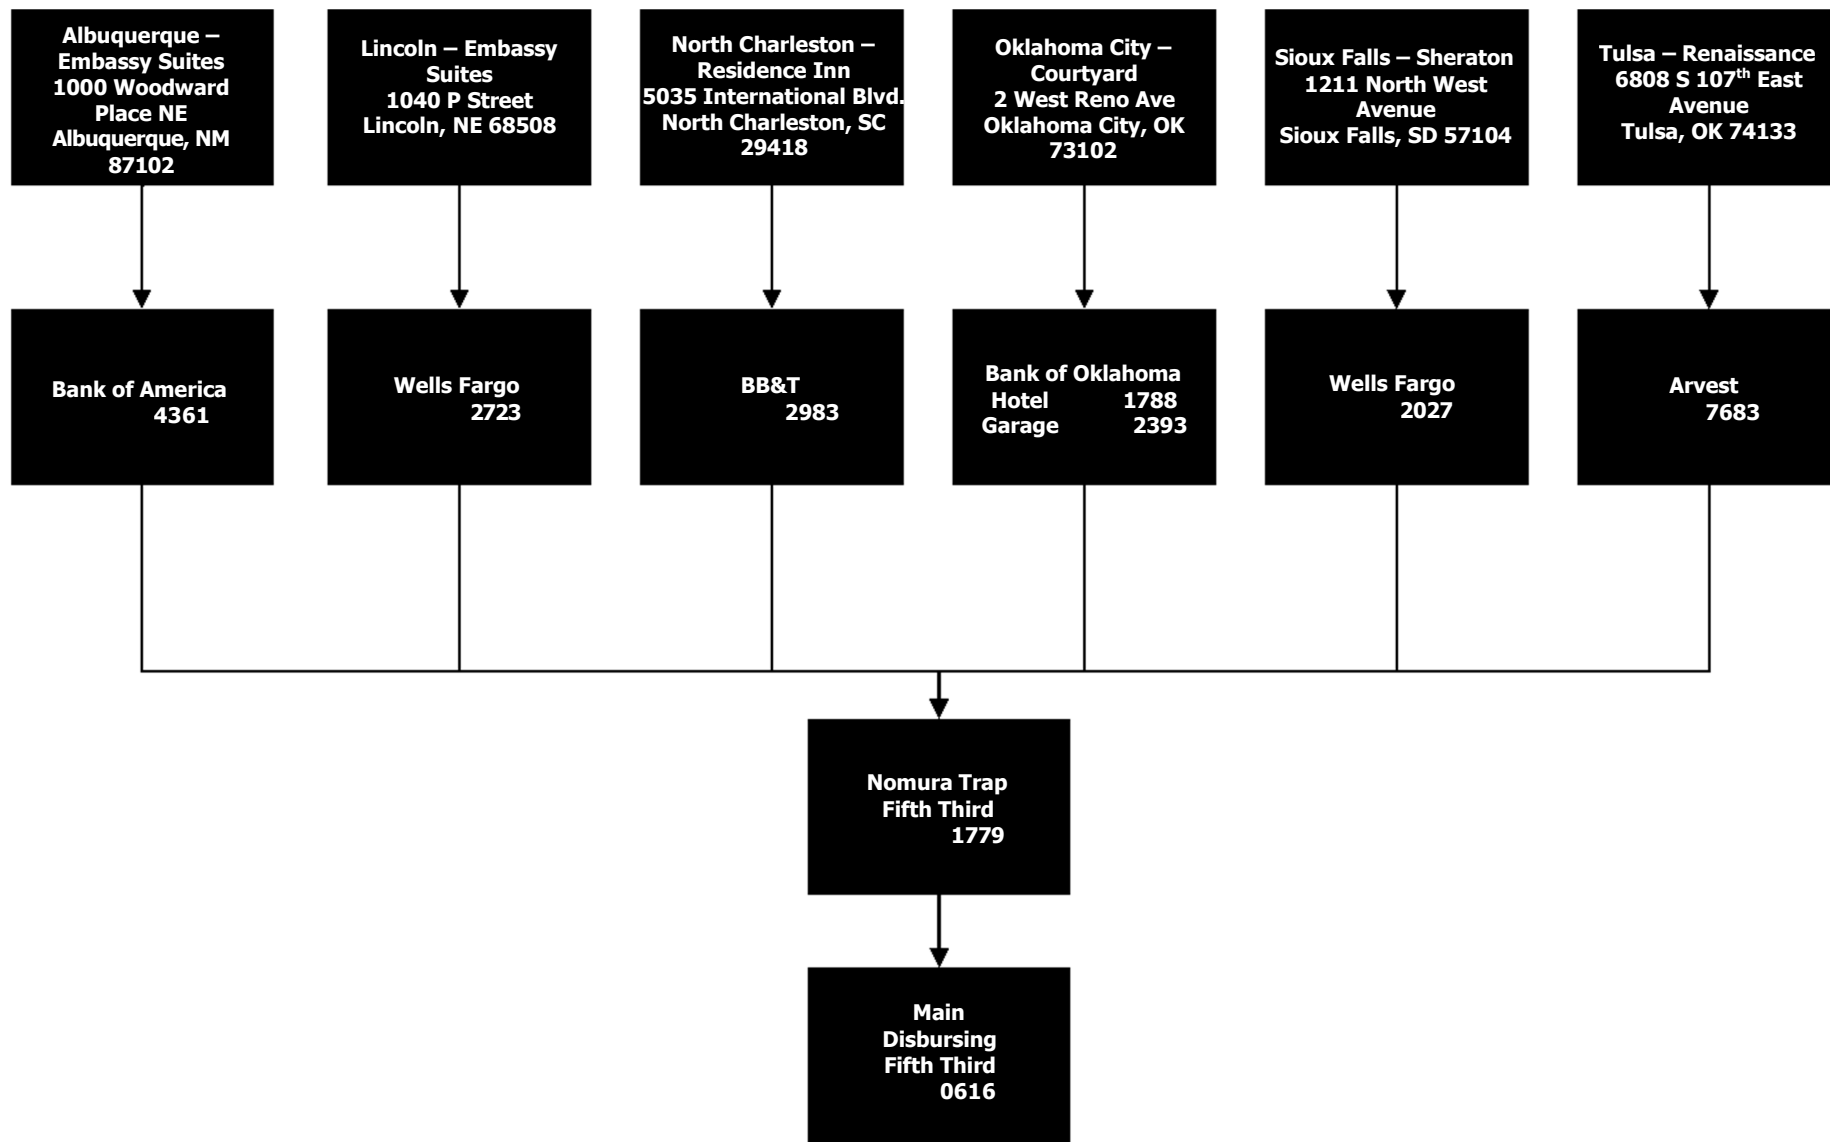 Albuquerque –
Embassy Suites
1000 Woodward
Place NE
Albuquerque, NM
87102
Lincoln – Embassy
Suites
1040 P Street
Lincoln, NE 68508
North Charleston –
Residence Inn
5035 International Blvd.
North Charleston, SC
29418
Oklahoma City –
Courtyard
2 West Reno Ave
Oklahoma City, OK
73102
Sioux Falls – Sheraton
1211 North West
Avenue
Sioux Falls, SD 57104
Tulsa – Renaissance
6808 S 107th East
Avenue
Tulsa, OK 74133
Bank of America
4361
Wells Fargo
2723
BB&T
2983
Bank of Oklahoma
Hotel 1788
Garage 2393
Wells Fargo
2027
Arvest
7683
Nomura Trap
Fifth Third
1779
Main
Disbursing
Fifth Third
0616